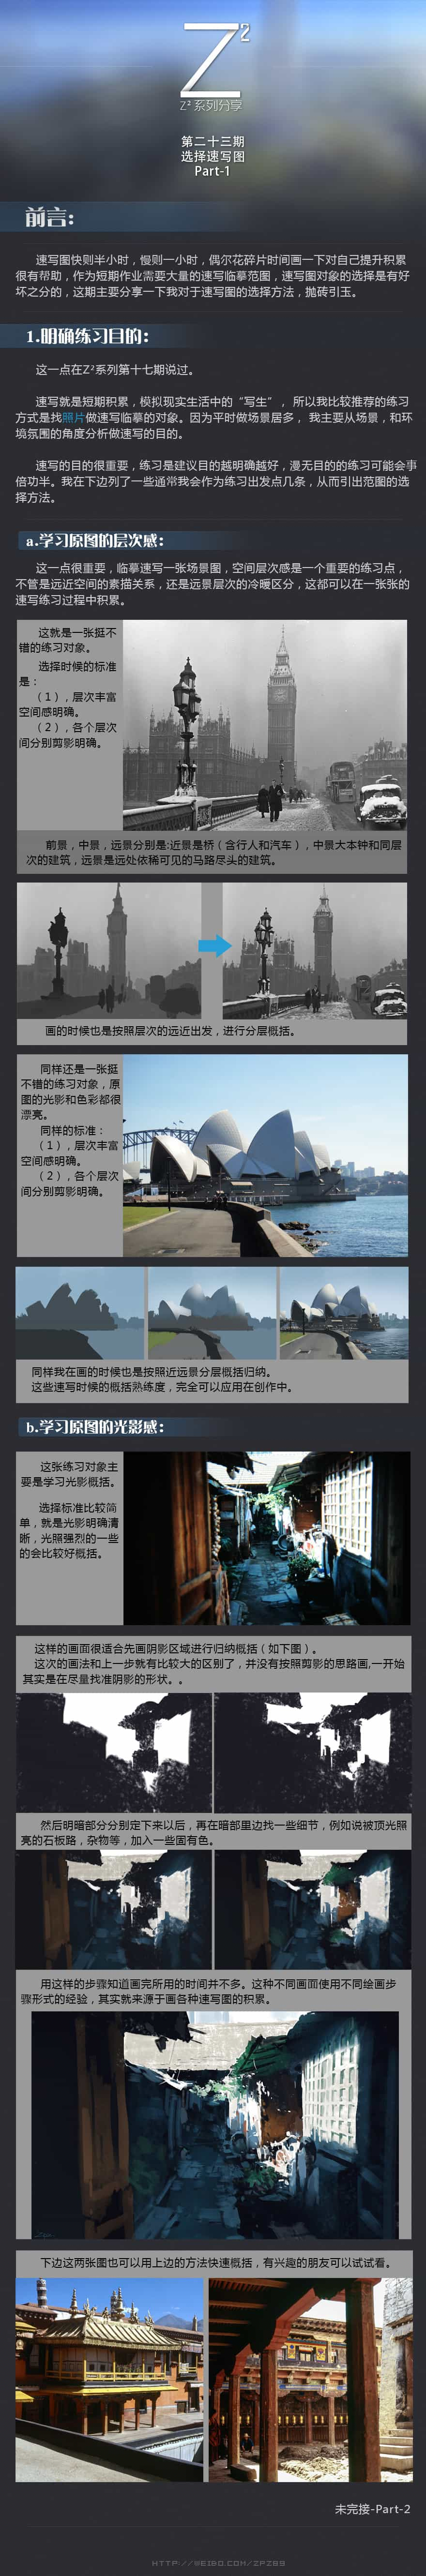 Z²
Z² 系列分享
第二十三期
选择速写图
Part-1
前言:
速写图快则半小时，慢则一小时，偶尔花碎片时间画一下对自己提升积累
很有帮助，作为短期作业需要大量的速写临摹范图，速写图对象的选择是有好
坏之分的，这期主要分享一下我对于速写图的选择方法，抛砖引玉。
1.明确练习目的:
这一点在Z²系列第十七期说过。
速写就是短期积累，模拟现实生活中的“写生”， 所以我比较推荐的练习
方式是找照片做速写临摹的对象。因为平时做场景居多， 我主要从场景，和环
境氛围的角度分析做速写的目的。
速写的目的很重要，练习是建议目的越明确越好，漫无目的的练习可能会事
倍功半。我在下边列了一些通常我会作为练习出发点几条，从而引出范图的选
择方法。
a.学习原图的层次感:
这一点很重要，临摹速写一张场景图，空间层次感是一个重要的练习点，
不管是远近空间的素描关系，还是远景层次的冷暖区分，这都可以在一张张的
速写练习过程中积累。
这就是一张挺不
错的练习对象。
选择时候的标准
是：
（1），层次丰富
空间感明确。
（2），各个层次
间分别剪影明确。
前景，中景，远景分别是:近景是桥（含行人和汽车），中景大本钟和同层
次的建筑，远景是远处依稀可见的马路尽头的建筑。
画的时候也是按照层次的远近出发，进行分层概括。
同样还是一张挺
不错的练习对象，原
图的光影和色彩都很
漂亮。
同样的标准：
（1），层次丰富
空间感明确。
（2），各个层次
间分别剪影明确。
同样我在画的时候也是按照近远景分层概括归纳。
这些速写时候的概括熟练度，完全可以应用在创作中。
b.学习原图的光影感:
这张练习对象主
要是学习光影概括。
选择标准比较简
单，就是光影明确清
晰，光照强烈的一些
的会比较好概括。
这样的画面很适合先画阴影区域进行归纳概括（如下图）。
这次的画法和上一步就有比较大的区别了，并没有按照剪影的思路画,一开始
其实是在尽量找准阴影的形状。。
然后明暗部分分别定下来以后，再在暗部里边找一些细节，例如说被顶光照
亮的石板路，杂物等，加入一些固有色。
用这样的步骤知道画完所用的时间并不多。这种不同画面使用不同绘画步
骤形式的经验，其实就来源于画各种速写图的积累。
下边这两张图也可以用上边的方法快速概括，有兴趣的朋友可以试试看。
未完接-Part-2
HTTP://WEIBO.COM/ZPZB9